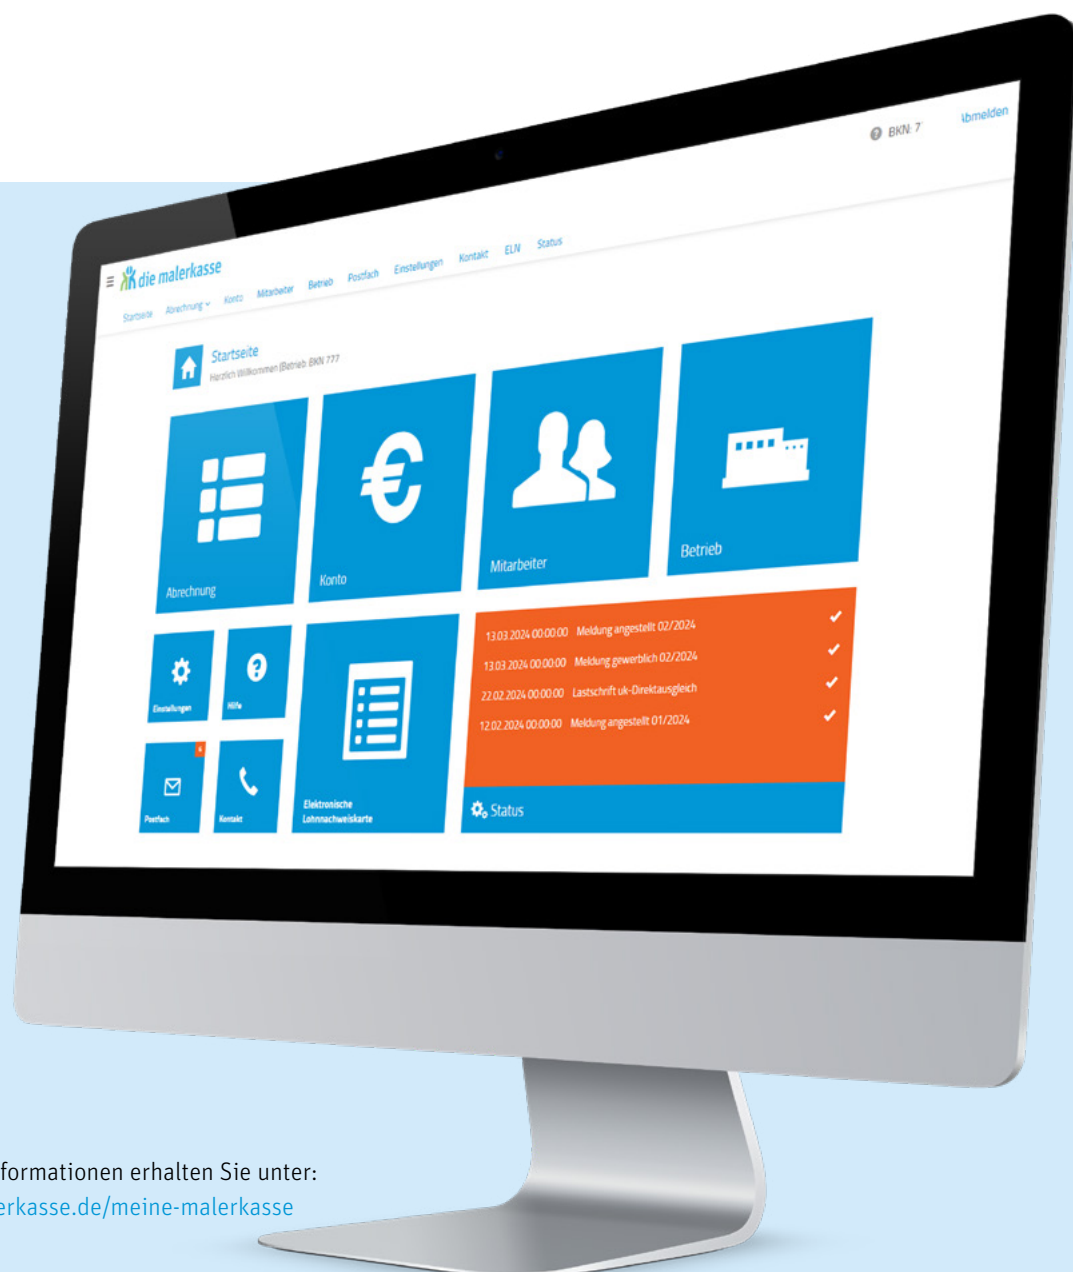 BKN: 7
Abmelden
die malerkasse
Startseite Abrechnung Konto Mitarbeiter Betrieb Postfach Einstellungen Kontakt ELN Status
Startseite
Herzlich Willkommen (Betrieb: BKN 777
Abrechnung
Konto
Mitarbeiter
Betrieb
Einstellungen
Hilfe
Postfach
6
Kontakt
Elektronische
Lohnnachweiskarte
13.03.2024 00:00:00 Meldung angestellt 02/2024
13.03.2024 00:00:00 Meldung gewerblich 02/2024
22.02.2024 00:00:00 Lastschrift uk-Direktausgleich
12.02.2024 00:00:00 Meldung angestellt 01/2024
Status
formationen erhalten Sie unter:
erkasse.de/meine-malerkasse